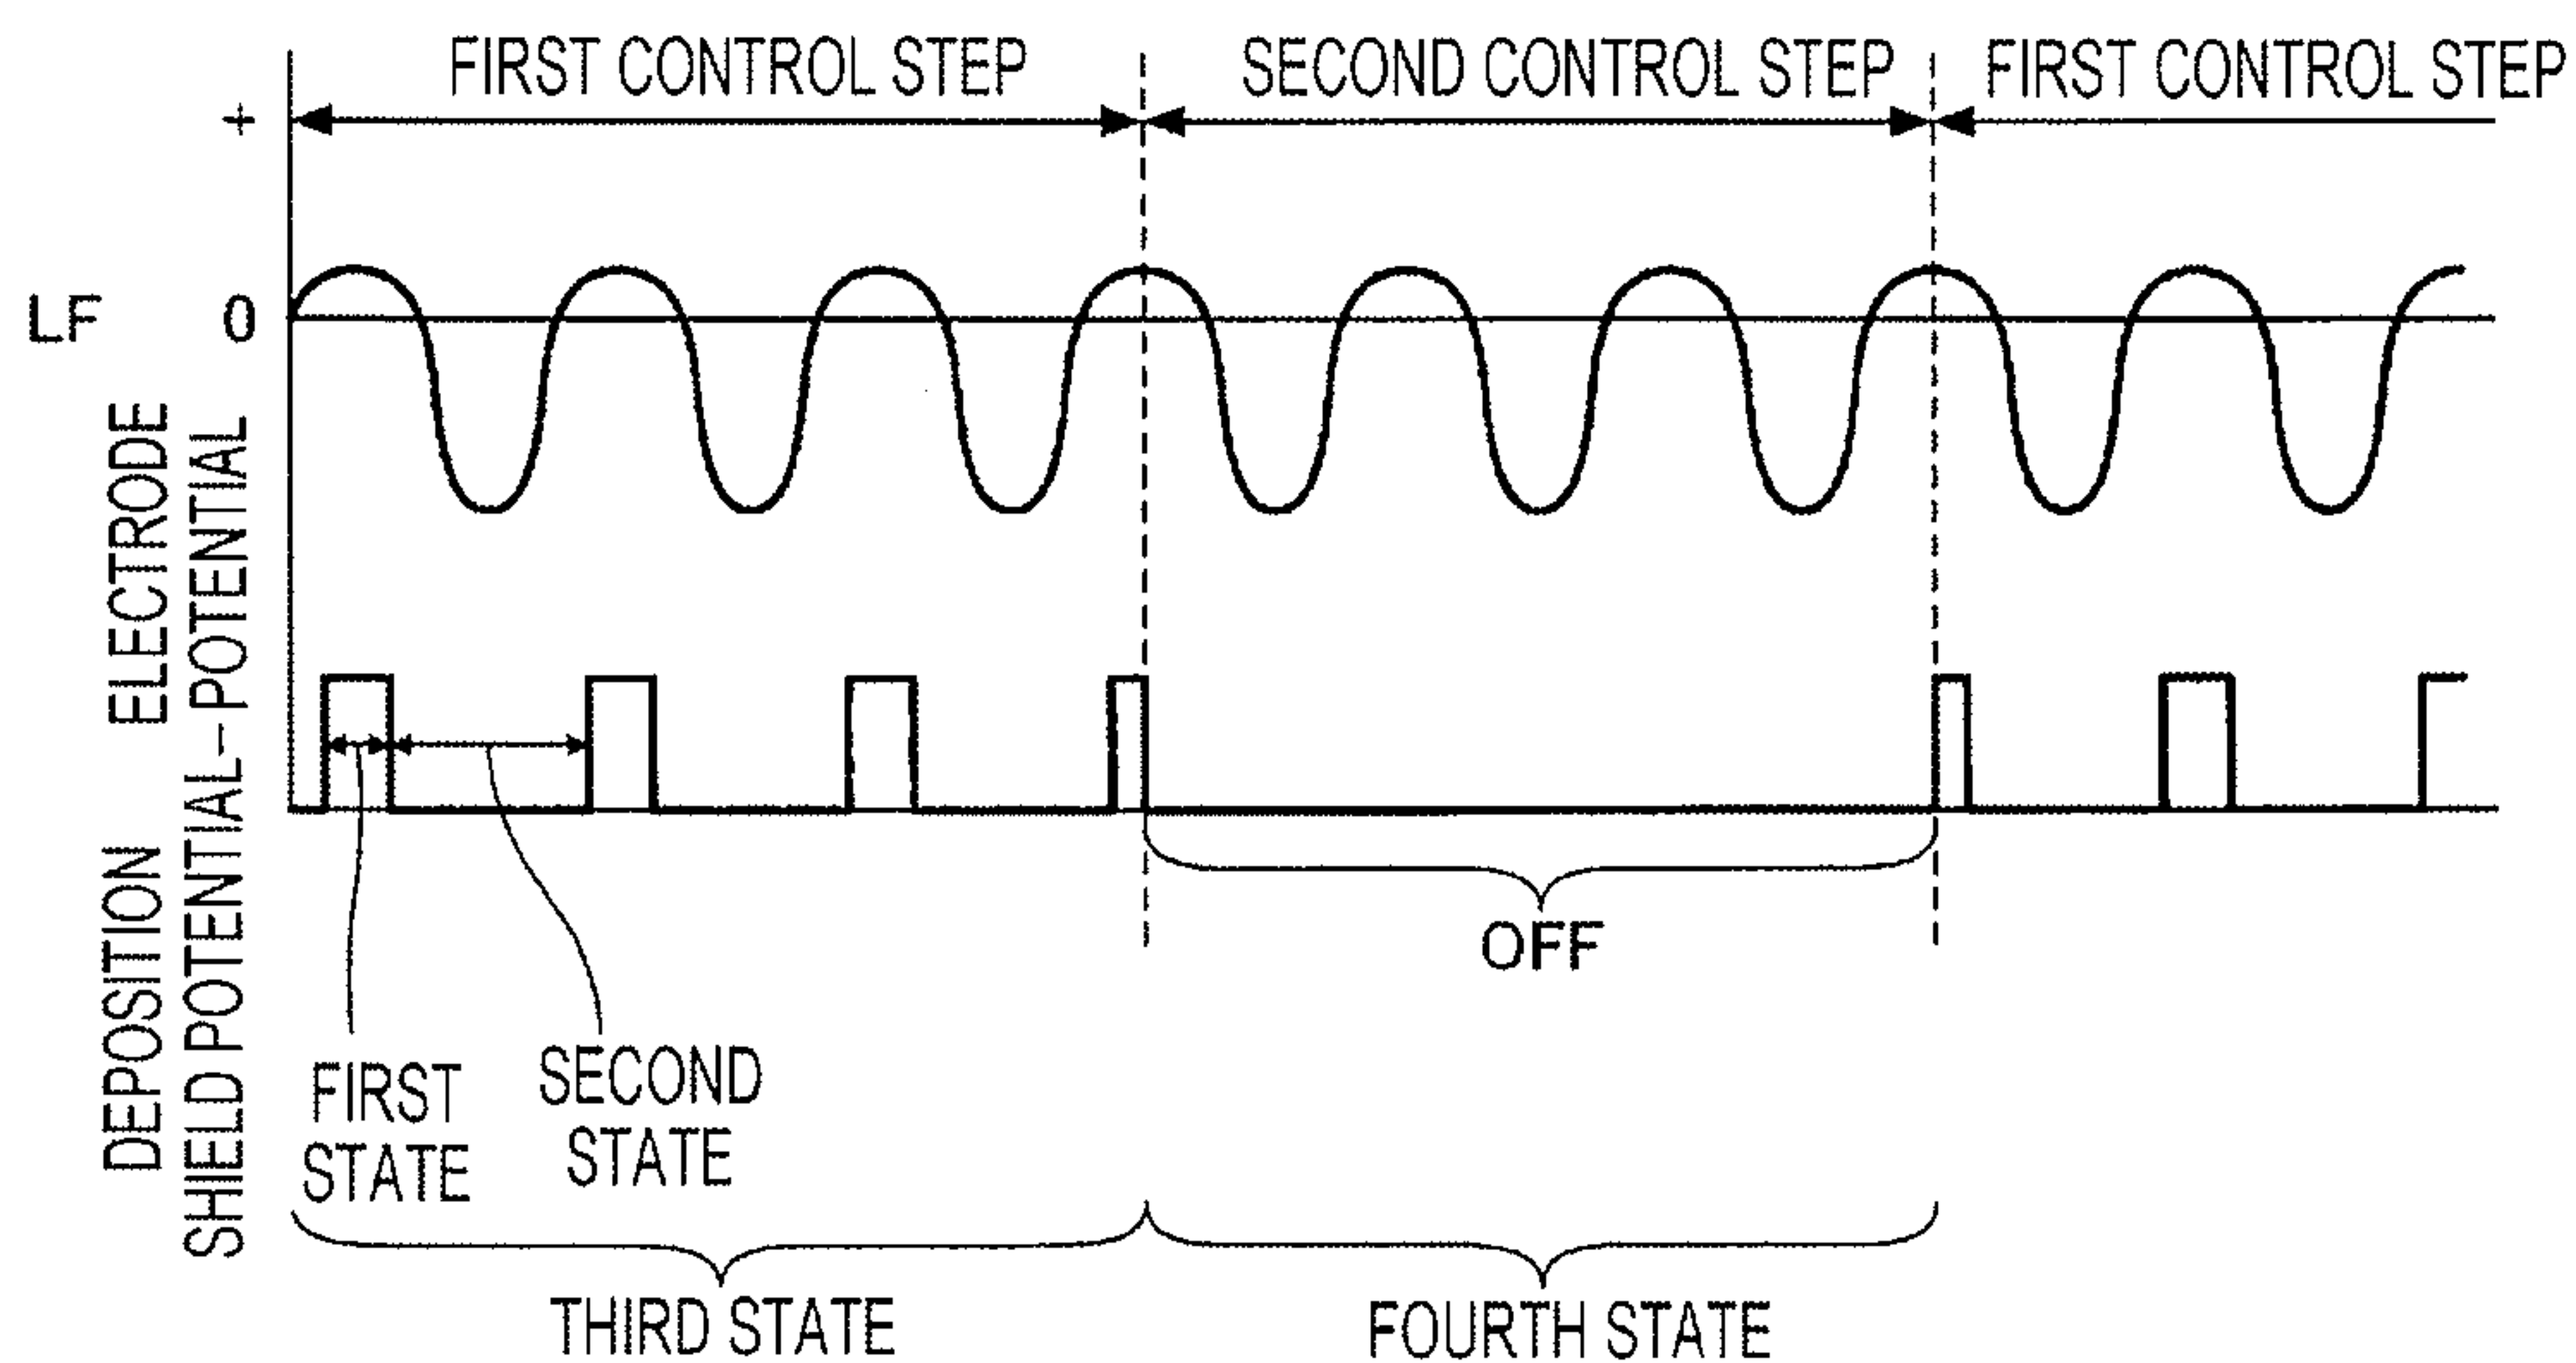 FIRST CONTROL STEP
SECOND CONTROL STEP
FIRST CONTROL STEP
+
LF
0
ELECTRODE
POTENTIAL
DEPOSITION
SHIELD POTENTIAL-
OFF
FIRST
STATE
SECOND
STATE
THIRD STATE
FOURTH STATE